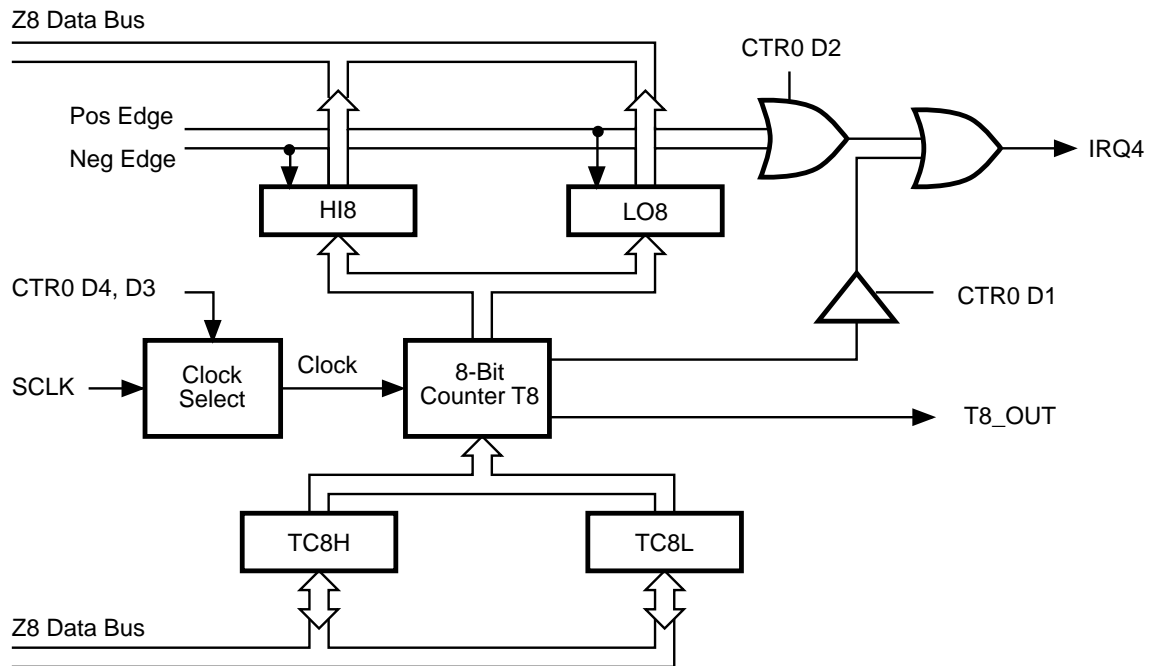 Z8 Data Bus
CTR0 D2
Pos Edge
Neg Edge
IRQ4
HI8
LO8
CTR0 D4, D3
CTR0 D1
SCLK
Clock
Select
Clock
8-Bit
Counter T8
T8_OUT
TC8H
TC8L
Z8 Data Bus